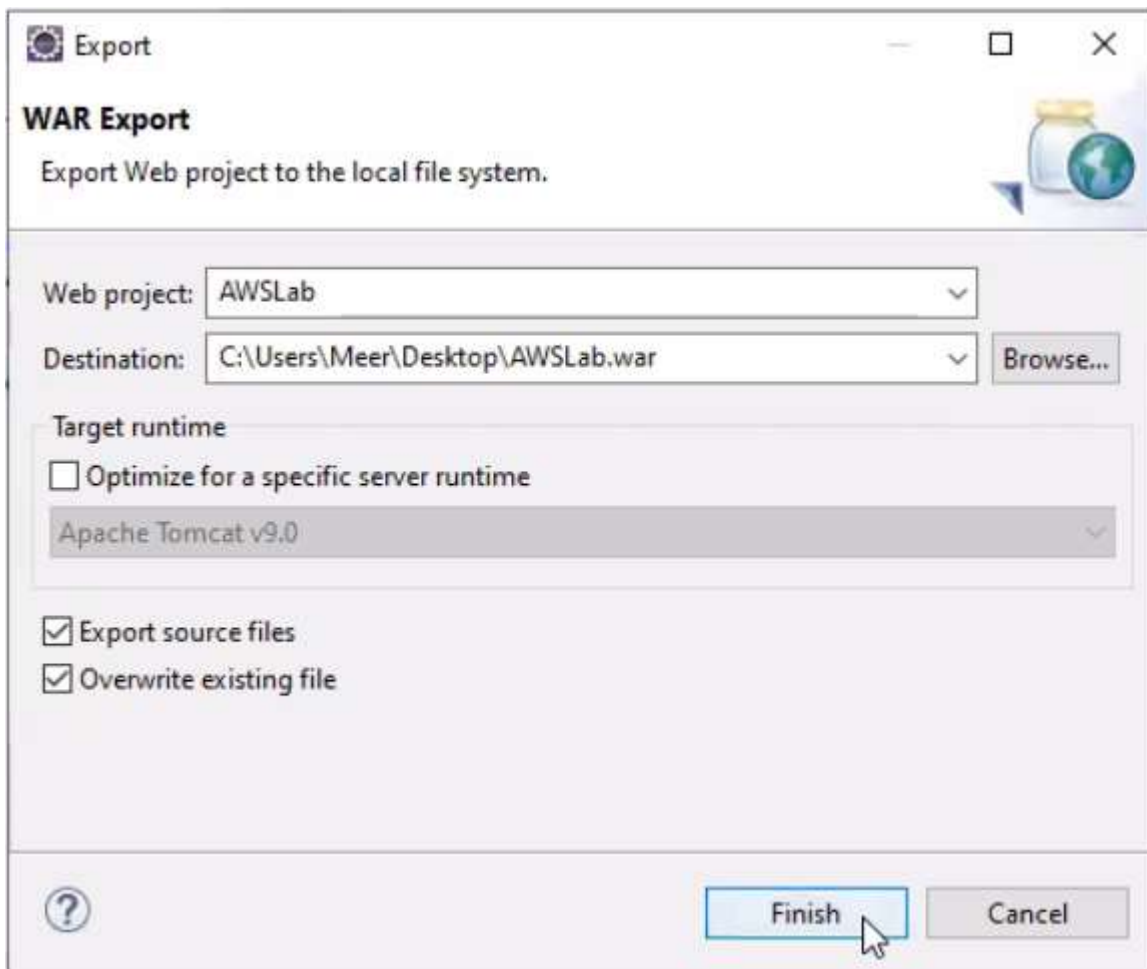 Export
WAR Export
Export Web project to the local file system.
Web project: AWSLab
Destination: C:\Users\Meer\Desktop\AWSLab.war Browse...
Target runtime
Optimize for a specific server runtime
Apache Tomcat v9.0
Export source files
Overwrite existing file
? Finish Cancel